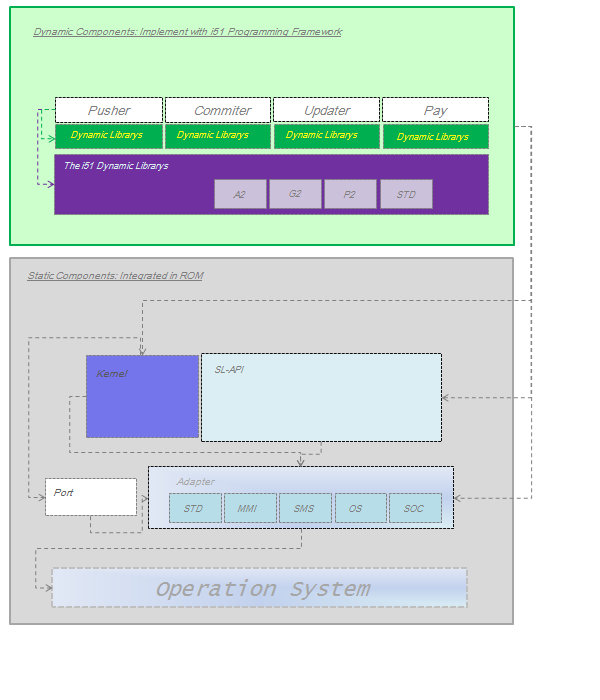 Dynamic Components: Implement with i51 Programming Framework
Pusher Commiter Updater Pay
Dynamic Librarys Dynamic Librarys Dynamic Librarys Dynamic Librarys
The i51 Dynamic Librarys
A2 G2 P2 STD
Static Components: Integrated in ROM
Kernel SL-API
Port Adapter
STD MMI SMS OS SOC
Operation System